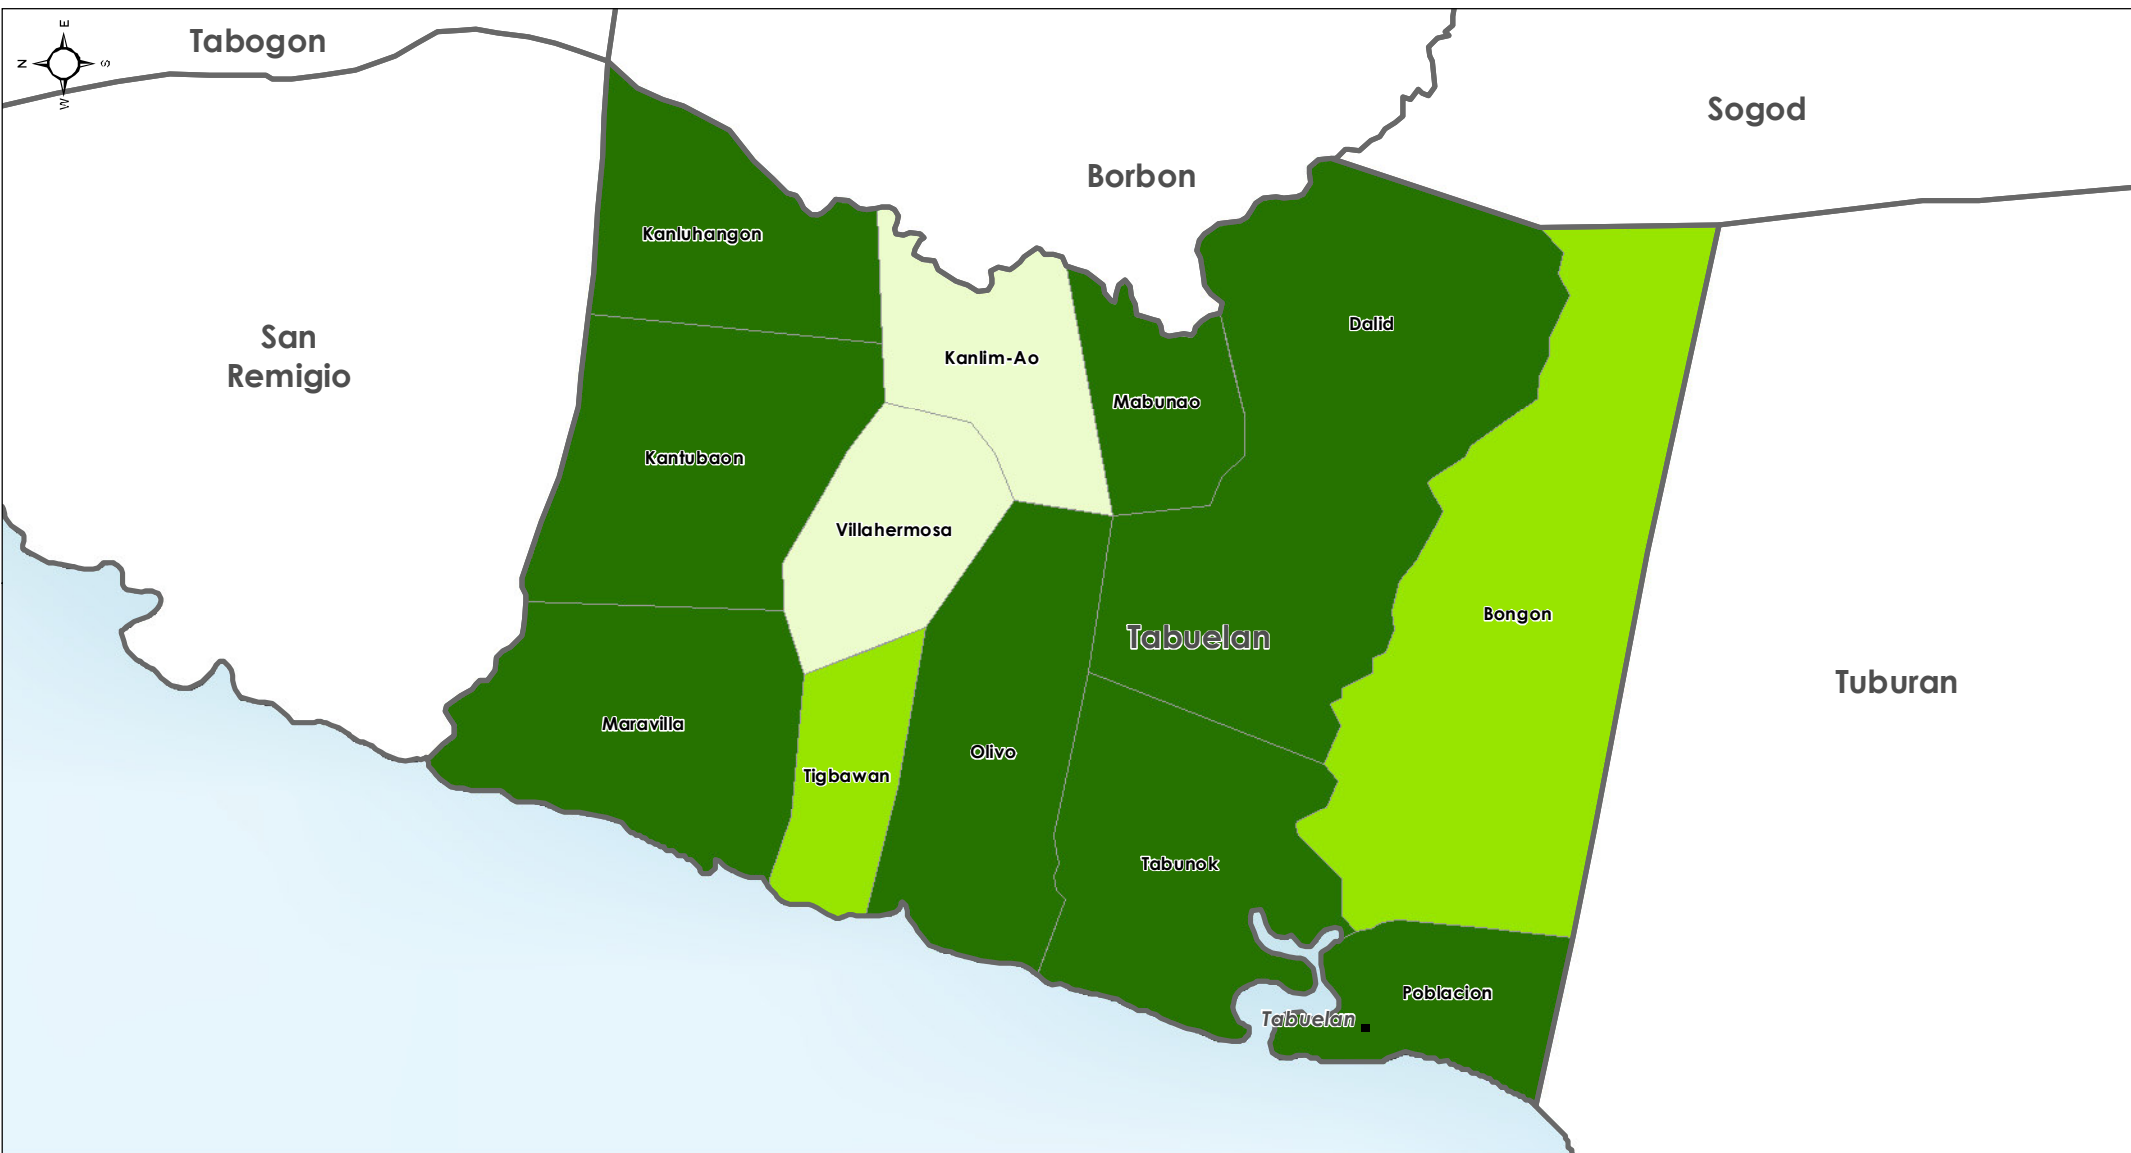 E
N
S
W
Tabogon
Sogod
Borbon
Kanluhangon
Dalid
San
Remigio
Kanlim-Ao
Mabunao
Kantubaon
Villahermosa
Bongon
Tabuelan
Tuburan
Maravilla
Olivo
Tigbawan
Tabunok
Poblacion
Tabuelan